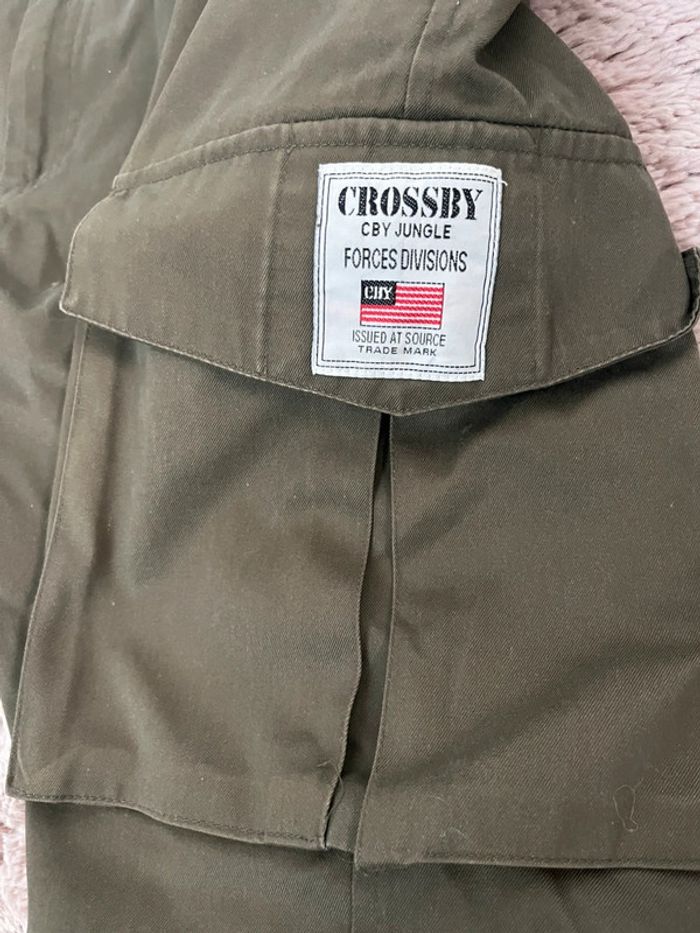 CROSSBY
CBY JUNGLE
FORCES DIVISIONS
CBY
ISSUED AT SOURCE
TRADE MARK